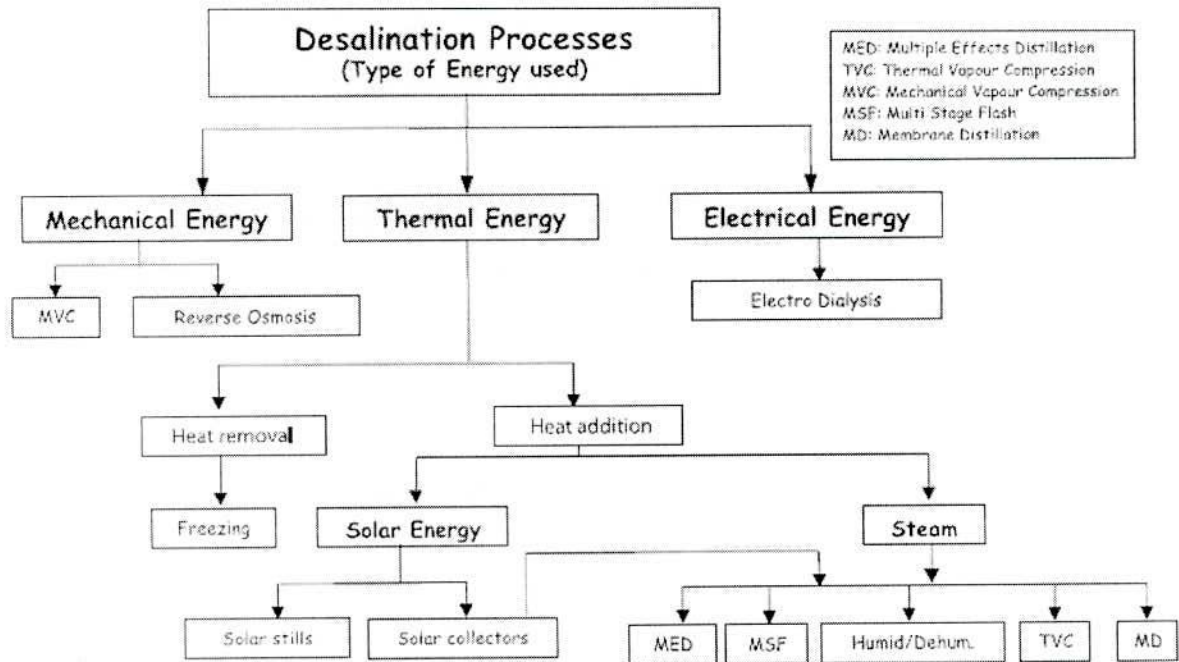 Desalination Processes
(Type of Energy used)
MED: Multiple Effects Distillation
TVC: Thermal Vapour Compression
MVC: Mechanical Vapour Compression
MSF: Multi Stage Flash
MD: Membrane Distillation
Mechanical Energy
Thermal Energy
Electrical Energy
MVC
Reverse Osmosis
Electro Dialysis
Heat removal
Heat addition
Freezing
Solar Energy
Steam
Solar stills
Solar collectors
MED
MSF
Humid/Dehum.
TVC
MD